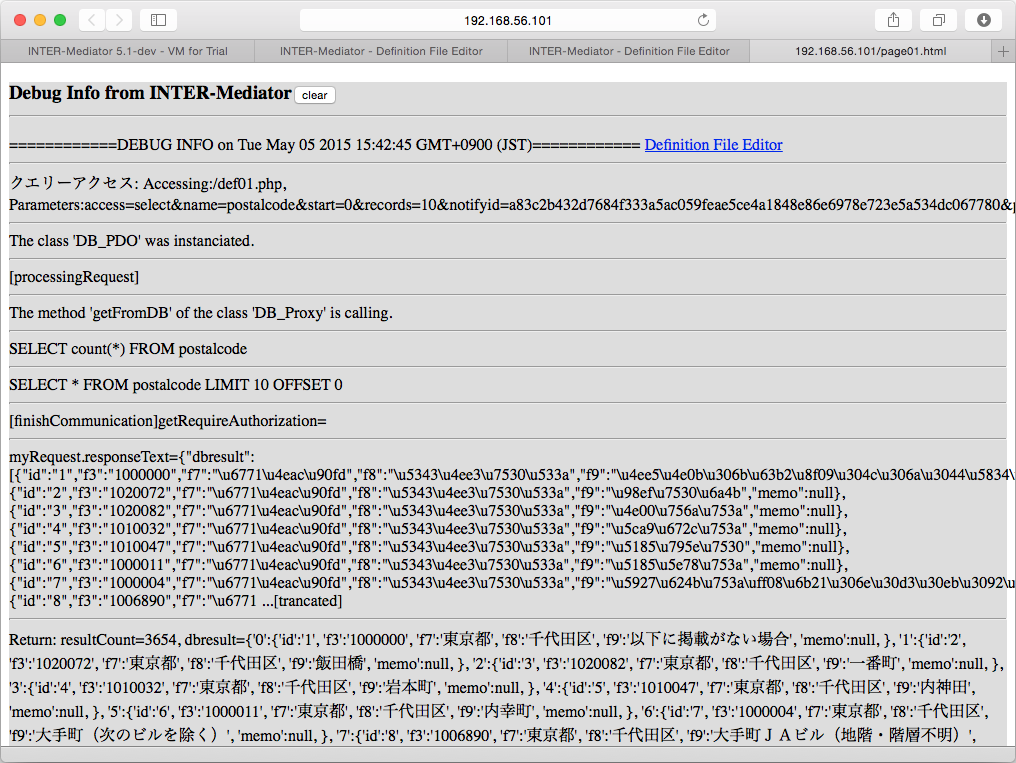 192.168.56.101
INTER-Mediator 5.1-dev - VM for Trial
INTER-Mediator - Definition File Editor
INTER-Mediator - Definition File Editor
192.168.56.101/page01.html
Debug Info from INTER-Mediator clear
============DEBUG INFO on Tue May 05 2015 15:42:45 GMT+0900 (JST)============ Definition File Editor
クエリーアクセス: Accessing:/def01.php,
Parameters:access=select&name=postalcode&start=0&records=10&notifyid=a83c2b432d7684f333a5ac059feae5ce4a1848e86e6978e723e5a534dc067780&p
The class 'DB_PDO' was instanciated.
[processingRequest]
The method 'getFromDB' of the class 'DB_Proxy' is calling.
SELECT count(*) FROM postalcode
SELECT * FROM postalcode LIMIT 10 OFFSET 0
[finishCommunication]getRequireAuthorization=
myRequest.responseText={"dbresult":
[{"id":"1","f3":"1000000","f7":"\u6771\u4eac\u90fd","f8":"\u5343\u4ee3\u7530\u533a","f9":"\u4ee5\u4e0b\u306b\u63b2\u8f09\u304c\u306a\u3044\u5834\
{"id":"2","f3":"1020072","f7":"\u6771\u4eac\u90fd","f8":"\u5343\u4ee3\u7530\u533a","f9":"\u98ef\u7530\u6a4b","memo":null},
{"id":"3","f3":"1020082","f7":"\u6771\u4eac\u90fd","f8":"\u5343\u4ee3\u7530\u533a","f9":"\u4e00\u756a\u753a","memo":null},
{"id":"4","f3":"1010032","f7":"\u6771\u4eac\u90fd","f8":"\u5343\u4ee3\u7530\u533a","f9":"\u5ca9\u672c\u753a","memo":null},
{"id":"5","f3":"1010047","f7":"\u6771\u4eac\u90fd","f8":"\u5343\u4ee3\u7530\u533a","f9":"\u5185\u795e\u7530","memo":null},
{"id":"6","f3":"1000011","f7":"\u6771\u4eac\u90fd","f8":"\u5343\u4ee3\u7530\u533a","f9":"\u5185\u5e78\u753a","memo":null},
{"id":"7","f3":"1000004","f7":"\u6771\u4eac\u90fd","f8":"\u5343\u4ee3\u7530\u533a","f9":"\u5927\u624b\u753a\uff08\u6b21\u306e\u30d3\u30eb\u3092\
{"id":"8","f3":"1006890","f7":"\u6771 ...[trancated]
Return: resultCount=3654, dbresult={'0':{'id':'1', 'f3':'1000000', 'f7':'東京都', 'f8':'千代田区', 'f9':'以下に掲載がない場合', 'memo':null, }, '1':{'id':'2',
'f3':'1020072', 'f7':'東京都', 'f8':'千代田区', 'f9':'飯田橋', 'memo':null, }, '2':{'id':'3', 'f3':'1020082', 'f7':'東京都', 'f8':'千代田区', 'f9':'一番町', 'memo':null, },
'3':{'id':'4', 'f3':'1010032', 'f7':'東京都', 'f8':'千代田区', 'f9':'岩本町', 'memo':null, }, '4':{'id':'5', 'f3':'1010047', 'f7':'東京都', 'f8':'千代田区', 'f9':'内神田',
'memo':null, }, '5':{'id':'6', 'f3':'1000011', 'f7':'東京都', 'f8':'千代田区', 'f9':'内幸町', 'memo':null, }, '6':{'id':'7', 'f3':'1000004', 'f7':'東京都', 'f8':'千代田区',
'f9':'大手町（次のビルを除く）', 'memo':null, }, '7':{'id':'8', 'f3':'1006890', 'f7':'東京都', 'f8':'千代田区', 'f9':'大手町ＪＡビル（地階・階層不明）',